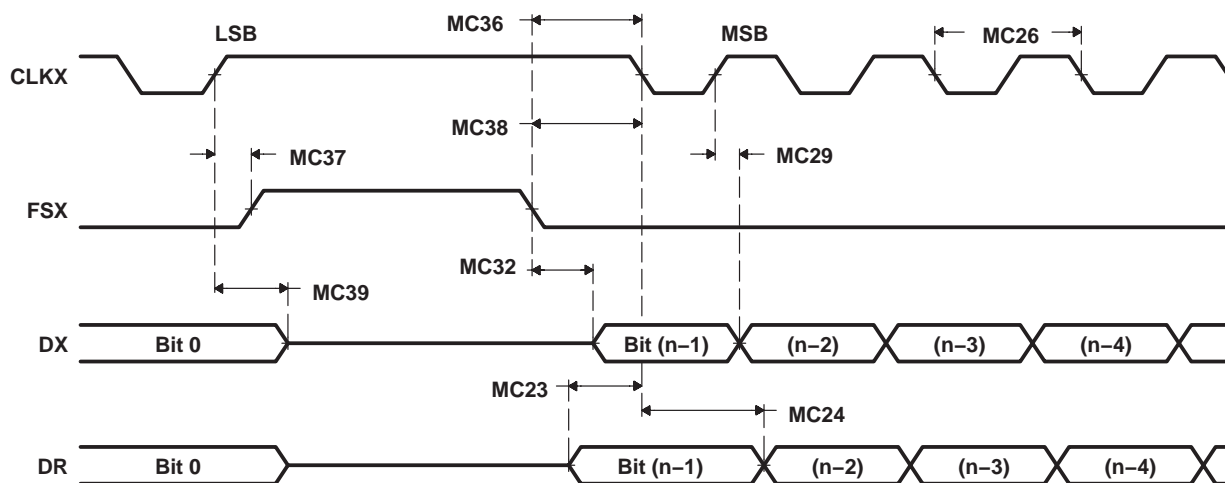 LSB
MC36
MSB
MC26
CLKX
MC38
MC37
MC29
FSX
MC32
MC39
DX
Bit 0
Bit (n–1)
(n–2)
(n–3)
(n–4)
MC23
MC24
DR
Bit 0
Bit (n–1)
(n–2)
(n–3)
(n–4)